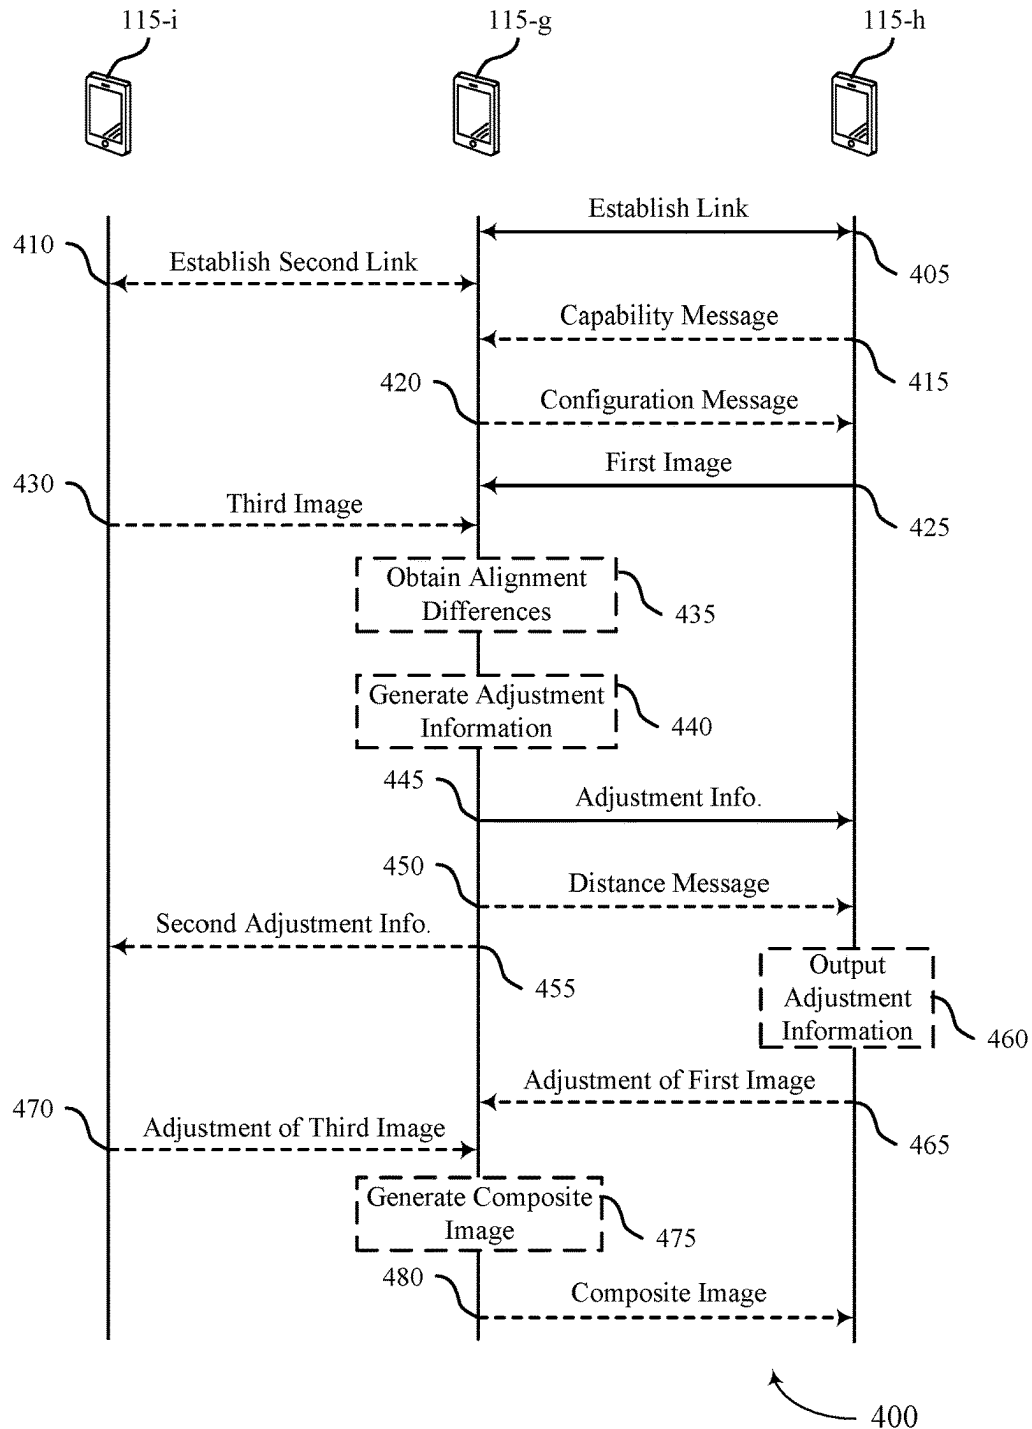 115-i
115-g
115-h
Establish Link
410
405
Establish Second Link
Capability Message
415
420
Configuration Message
First Image
430
425
Third Image
Obtain Alignment
Differences
435
Generate Adjustment
Information
440
445
Adjustment Info.
450
Distance Message
Second Adjustment Info.
455
Output
Adjustment
Information
460
Adjustment of First Image
470
465
Adjustment of Third Image
Generate Composite
Image
475
480
Composite Image
400